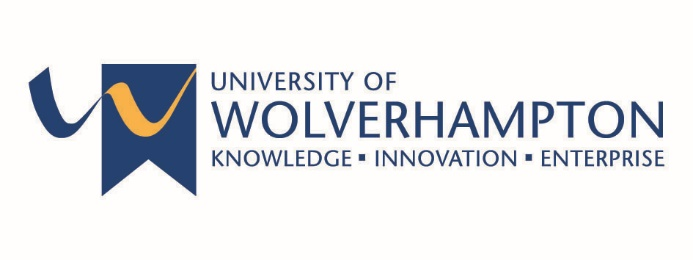 UNIVERSITY OF
WOLVERHAMPTON
KNOWLEDGE ▪ INNOVATION ▪ ENTERPRISE